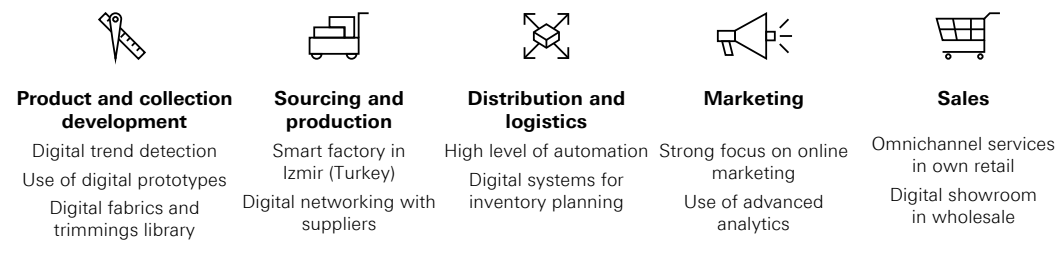 Product and collection
development
Digital trend detection
Use of digital prototypes
Digital fabrics and
trimmings library
Sourcing and
production
Smart factory in
Izmir (Turkey)
Digital networking with
suppliers
Distribution and
logistics
High level of automation
Digital systems for
inventory planning
Marketing
Strong focus on online
marketing
Use of advanced
analytics
Sales
Omnichannel services
in own retail
Digital showroom
in wholesale